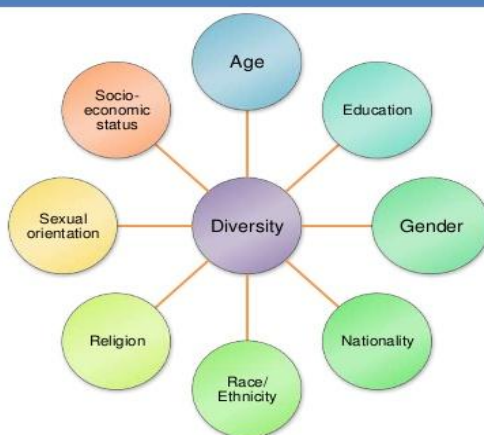 Age
Education
Gender
Nationality
Race/
Ethnicity
Religion
Sexual
orientation
Socio-
economic
status
Diversity